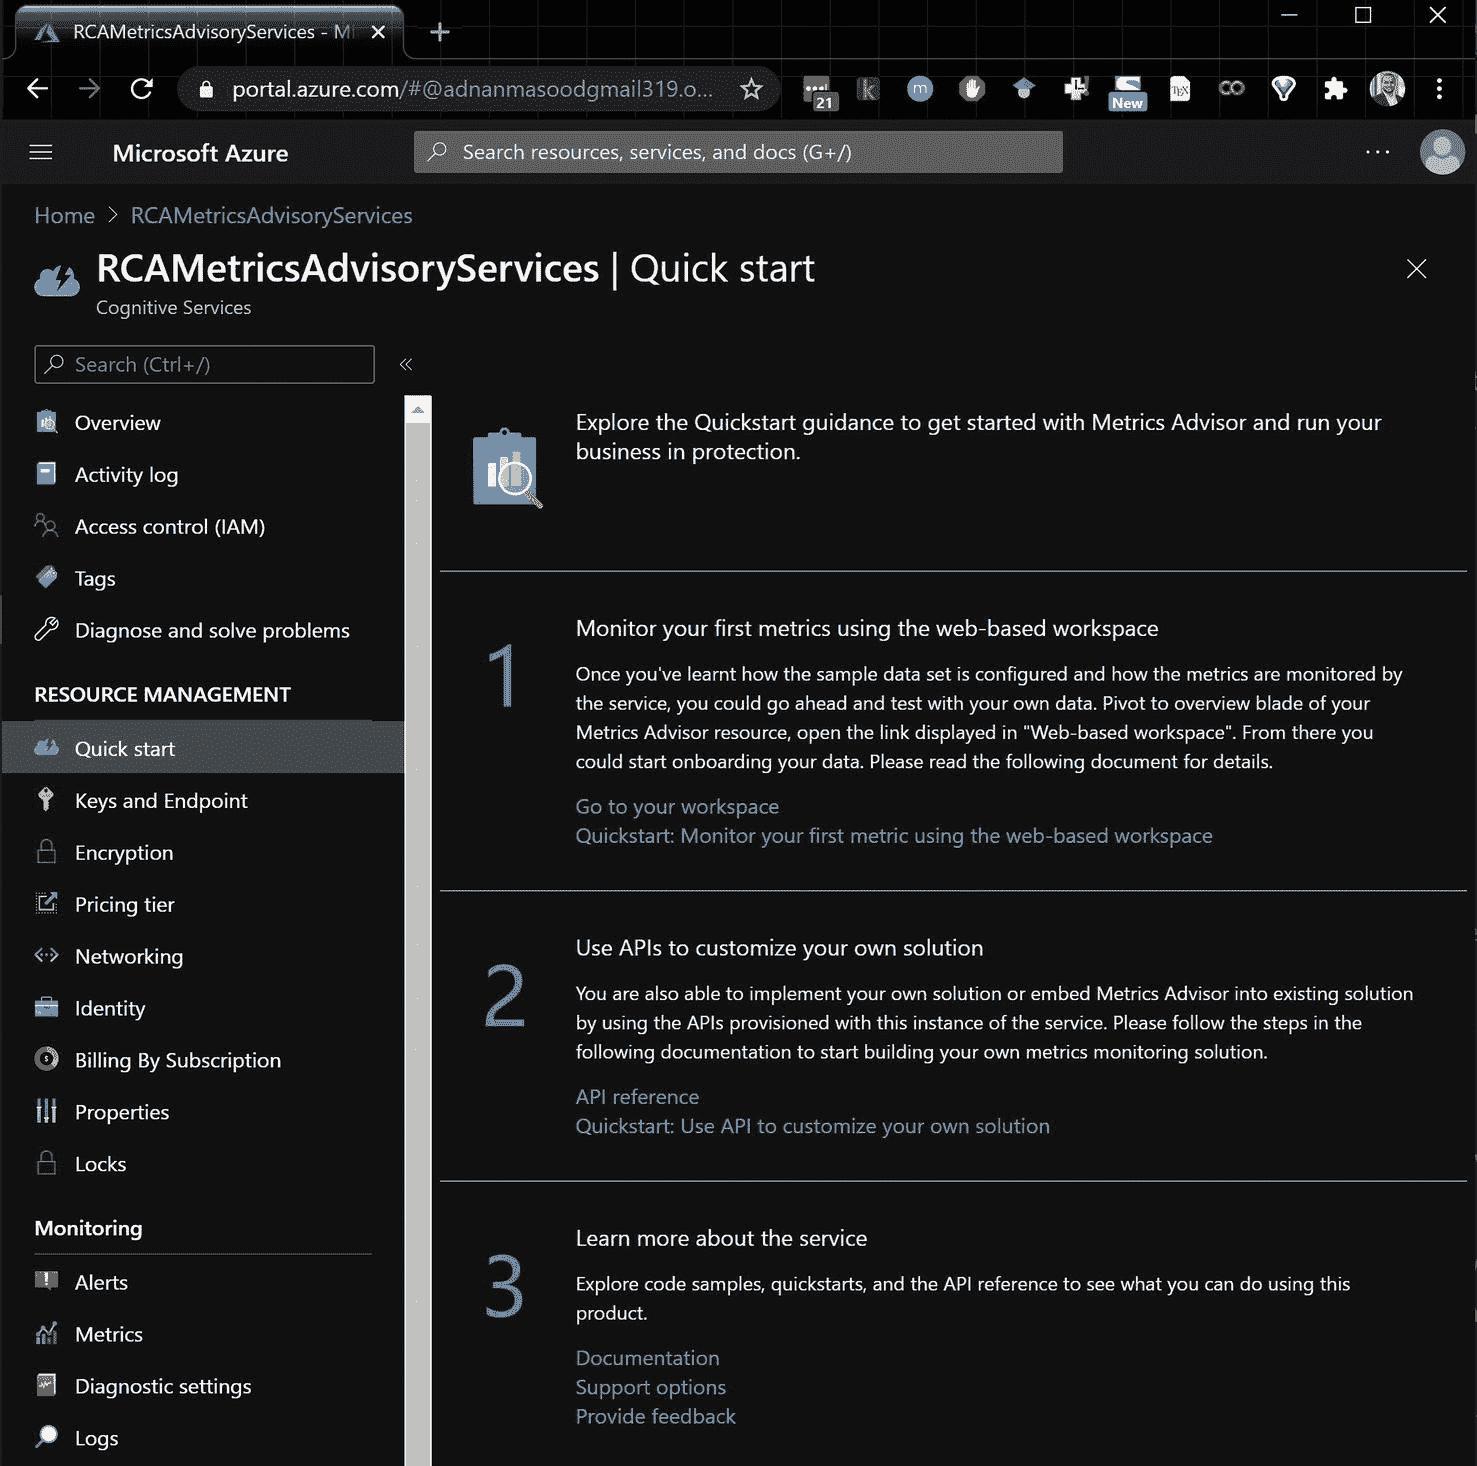 RCAMetricsAdvisoryServices - Mi
portal.azure.com/#@adnanmasoodgmail319.o...
21
k
m
New
TEX
Microsoft Azure
Search resources, services, and docs (G+/)
Home > RCAMetricsAdvisoryServices
RCAMetricsAdvisoryServices | Quick start
Cognitive Services
Search (Ctrl+/)
«
Overview
Activity log
Access control (IAM)
Tags
Diagnose and solve problems
RESOURCE MANAGEMENT
Quick start
Keys and Endpoint
Encryption
Pricing tier
Networking
Identity
Billing By Subscription
Properties
Locks
Monitoring
Alerts
Metrics
Diagnostic settings
Logs
Explore the Quickstart guidance to get started with Metrics Advisor and run your
business in protection.
1
Monitor your first metrics using the web-based workspace
Once you've learnt how the sample data set is configured and how the metrics are monitored by
the service, you could go ahead and test with your own data. Pivot to overview blade of your
Metrics Advisor resource, open the link displayed in "Web-based workspace". From there you
could start onboarding your data. Please read the following document for details.
Go to your workspace
Quickstart: Monitor your first metric using the web-based workspace
2
Use APIs to customize your own solution
You are also able to implement your own solution or embed Metrics Advisor into existing solution
by using the APIs provisioned with this instance of the service. Please follow the steps in the
following documentation to start building your own metrics monitoring solution.
API reference
Quickstart: Use API to customize your own solution
3
Learn more about the service
Explore code samples, quickstarts, and the API reference to see what you can do using this
product.
Documentation
Support options
Provide feedback